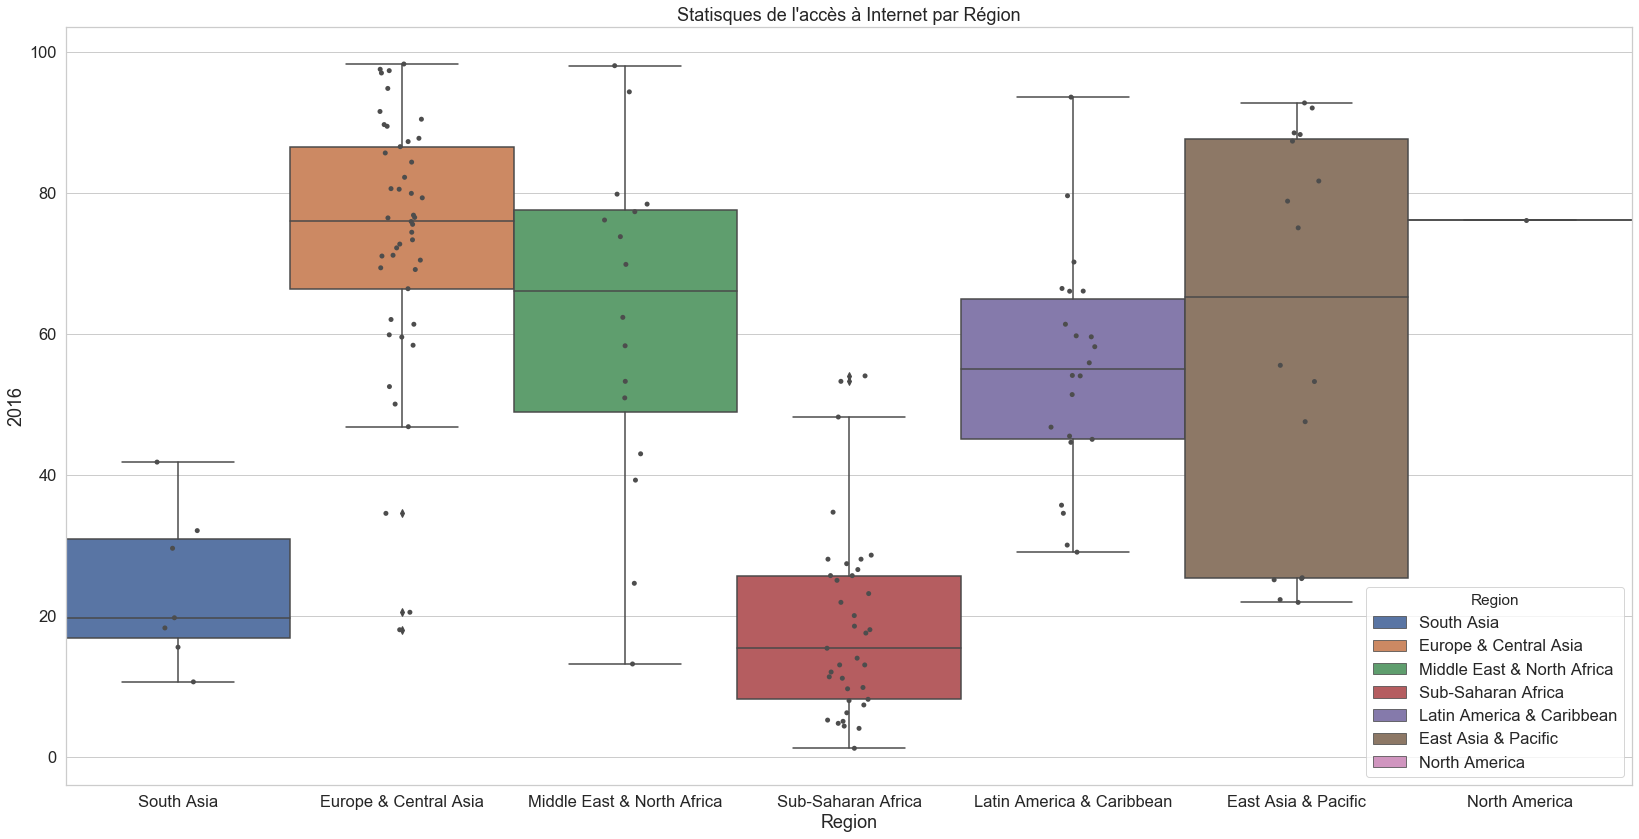 Statisques de l'accès à Internet par Région
100
80
60
40
20
0
2016
South Asia
Europe & Central Asia
Middle East & North Africa
Sub-Saharan Africa
Latin America & Caribbean
East Asia & Pacific
North America
Region
Region
South Asia
Europe & Central Asia
Middle East & North Africa
Sub-Saharan Africa
Latin America & Caribbean
East Asia & Pacific
North America